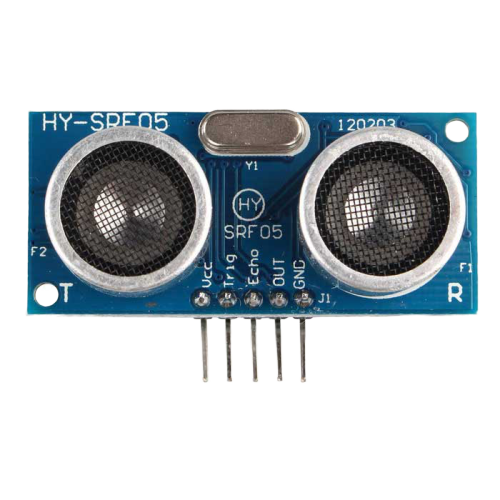 HY-SRF05
120203
Y1
HY
SRF05
F2
F1
Vcc
Trig
Echo
OUT
GND
J1
T
R